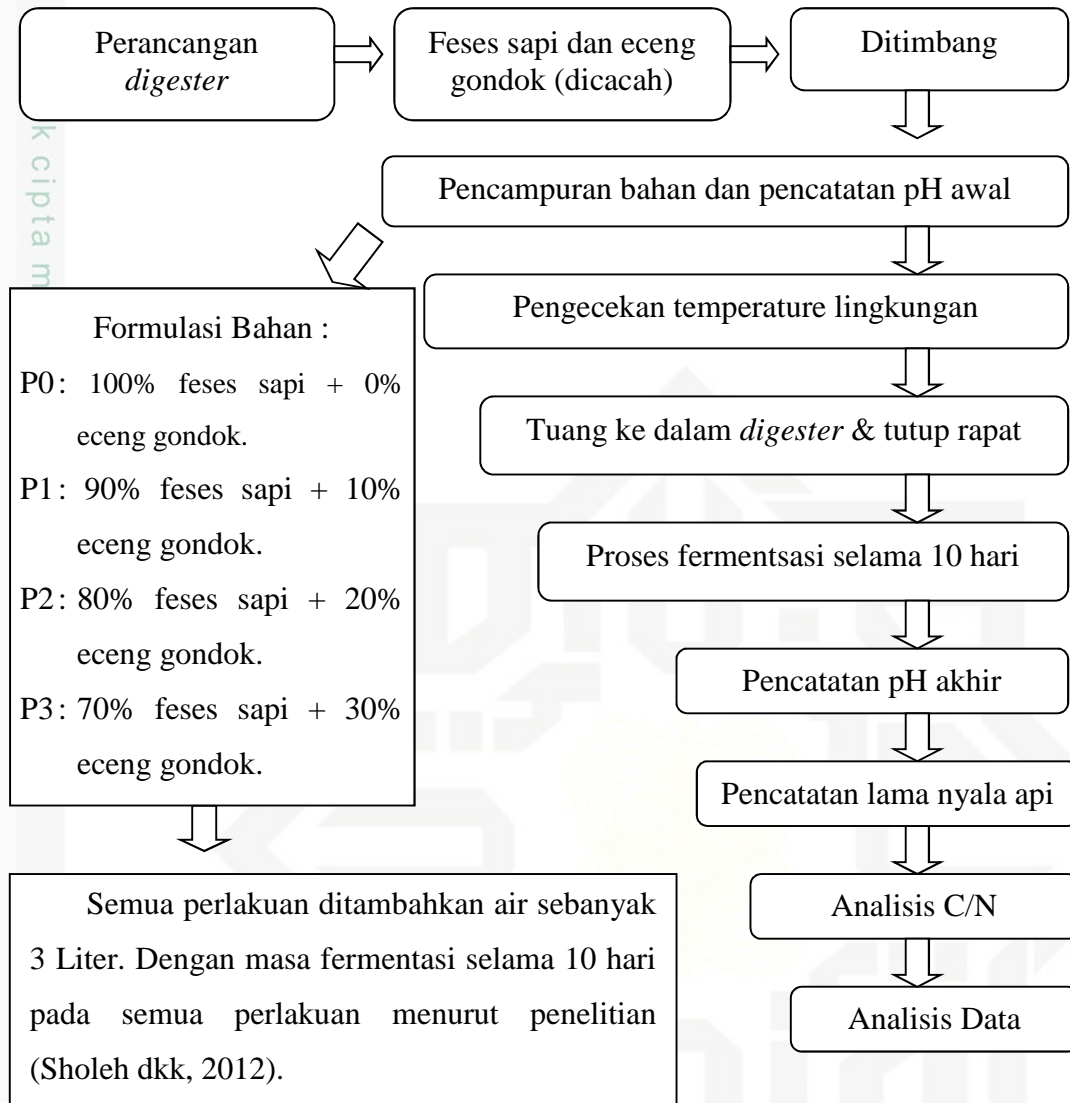 Perancangan
digester
Feses sapi dan eceng
gondok (dicacah)
Ditimbang
k cipta m
Pencampuran bahan dan pencatatan pH awal
Formulasi Bahan :
P0: 100% feses sapi + 0%
eceng gondok.
P1: 90% feses sapi + 10%
eceng gondok.
P2: 80% feses sapi + 20%
eceng gondok.
P3: 70% feses sapi + 30%
eceng gondok.
Semua perlakuan ditambahkan air sebanyak
3 Liter. Dengan masa fermentasi selama 10 hari
pada semua perlakuan menurut penelitian
(Sholeh dkk, 2012).
Pengecekan temperature lingkungan
Tuang ke dalam digester & tutup rapat
Proses fermentsasi selama 10 hari
Pencatatan pH akhir
Pencatatan lama nyala api
Analisis C/N
Analisis Data